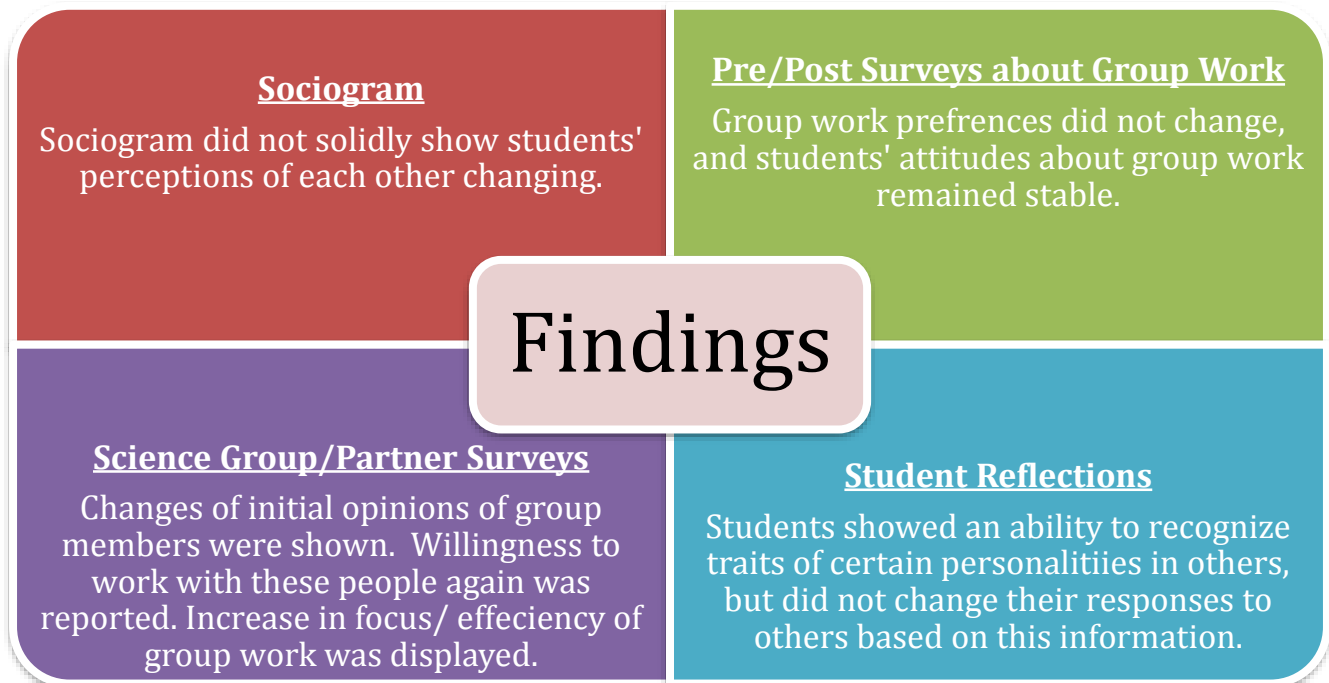 Sociogram
Sociogram did not solidly show students'
perceptions of each other changing.
Pre/Post Surveys about Group Work
Group work prefrences did not change,
and students' attitudes about group work
remained stable.
Findings
Science Group/Partner Surveys
Changes of initial opinions of group
members were shown.  Willingness to
work with these people again was
reported. Increase in focus/ effeciency of
group work was displayed.
Student Reflections
Students showed an ability to recognize
traits of certain personalitiies in others,
but did not change their responses to
others based on this information.